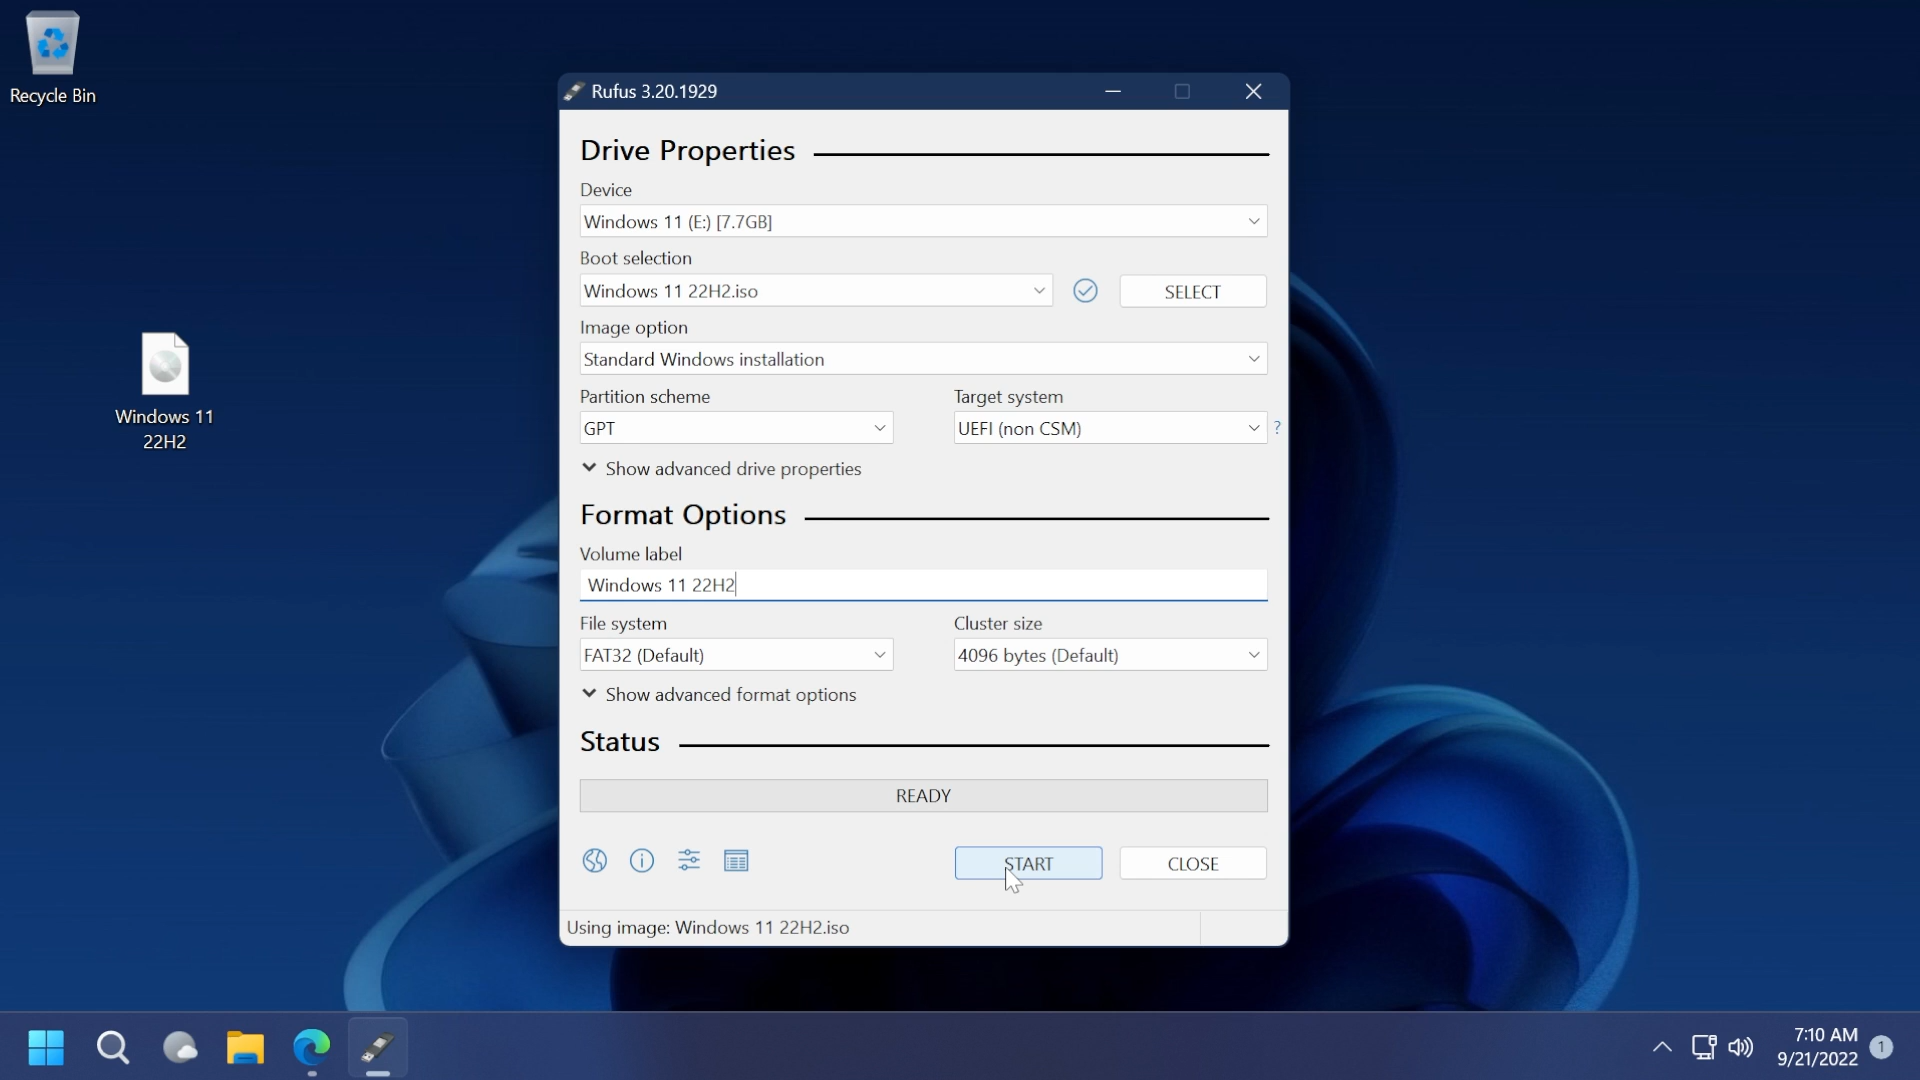 Recycle Bin
Windows 11
22H2
Rufus 3.20.1929
Drive Properties
Device
Windows 11 (E:) [7.7GB]
Boot selection
Windows 11 22H2.iso
SELECT
Image option
Standard Windows installation
Partition scheme
Target system
GPT
UEFI (non CSM)
?
Show advanced drive properties
Format Options
Volume label
Windows 11 22H2
File system
Cluster size
FAT32 (Default)
4096 bytes (Default)
Show advanced format options
Status
READY
START
CLOSE
Using image: Windows 11 22H2.iso
7:10 AM
9/21/2022
1